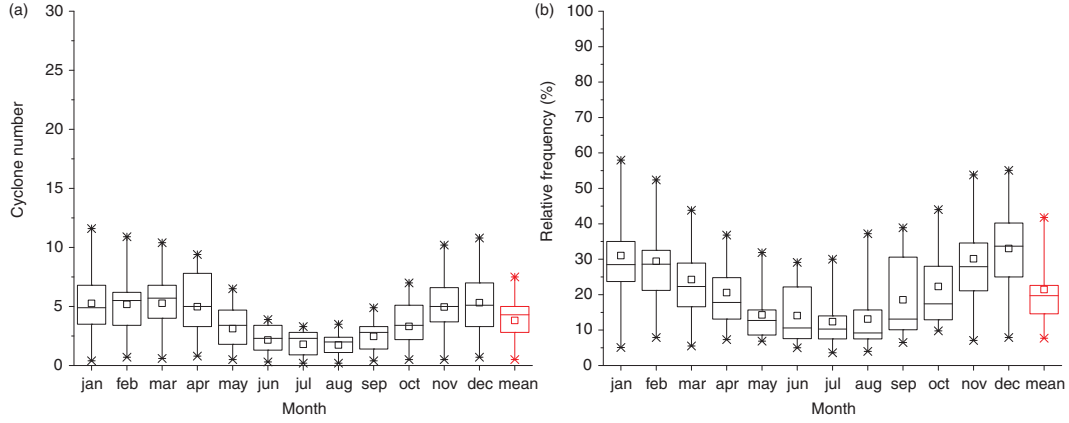 (a)
30
25
20
15
10
5
0
Cyclone number
jan feb mar apr may jun jul aug sep oct nov dec mean
Month
(b)
100
90
80
70
60
50
40
30
20
10
0
Relative frequency (%)
jan feb mar apr may jun jul aug sep oct nov dec mean
Month